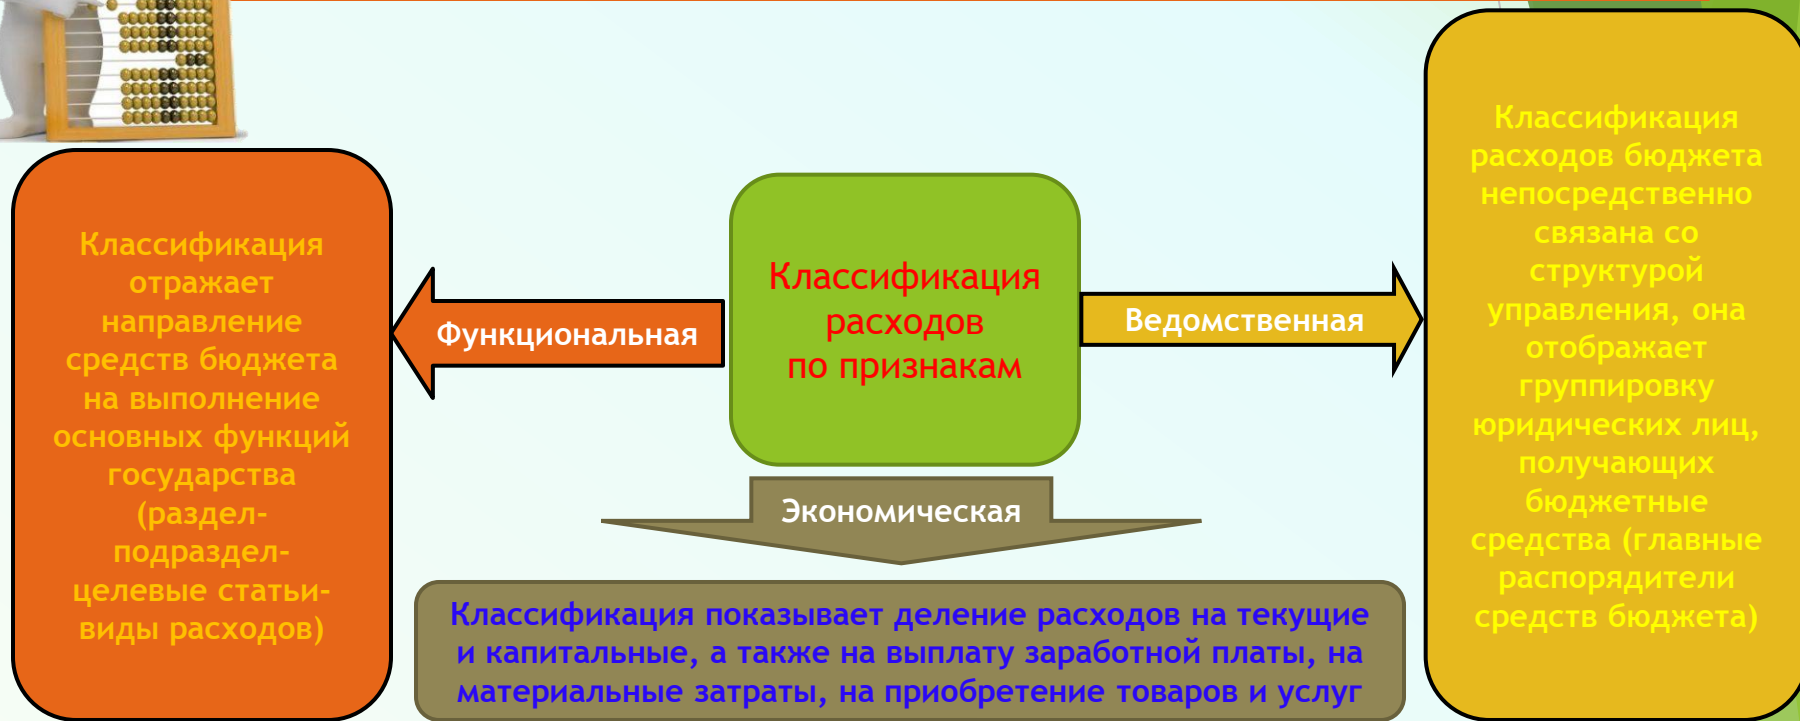 Классификация
расходов
по признакам
Функциональная
Классификация
отражает
направление
средств бюджета
на выполнение
основных функций
государства
(раздел-
подраздел-
целевые статьи-
виды расходов)
Экономическая
Классификация показывает деление расходов на текущие
и капитальные, а также на выплату заработной платы, на
материальные затраты, на приобретение товаров и услуг
Ведомственная
Классификация
расходов бюджета
непосредственно
связана со
структурой
управления, она
отображает
группировку
юридических лиц,
получающих
бюджетные
средства (главные
распорядители
средств бюджета)